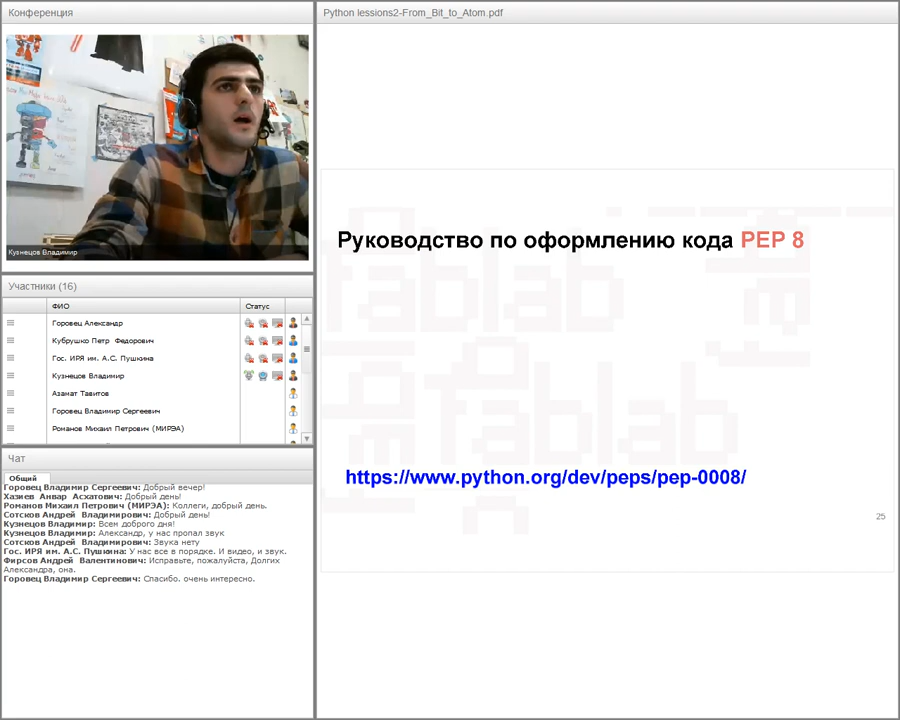 Конференция
Кузнецов Владимир
Участники (16)
ФИО Статус
Горовец Александр
Кубрушко Петр Федорович
Гос. ИРЯ им. А.С. Пушкина
Кузнецов Владимир
Азамат Тавитов
Горовец Владимир Сергеевич
Романов Михаил Петрович (МИРЭА)
Чат
Общий
Горовец Владимир Сергеевич: Добрый вечер!
Хазиев Анвар Асхатович: Добрый день!
Романов Михаил Петрович (МИРЭА): Коллеги, добрый день.
Сотсков Андрей Владимирович: Добрый день!
Кузнецов Владимир: Всем доброго дня!
Кузнецов Владимир: Александр, у нас пропал звук
Сотсков Андрей Владимирович: Звука нету
Гос. ИРЯ им. А.С. Пушкина: У нас все в порядке. И видео, и звук.
Фирсов Андрей Валентинович: Исправьте, пожалуйста, Долгих
Александра, она.
Горовец Владимир Сергеевич: Спасибо. очень интересно.
Python lessions2-From_Bit_to_Atom.pdf
Руководство по оформлению кода PEP 8
fablab
fablab
https://www.python.org/dev/peps/pep-0008/
25